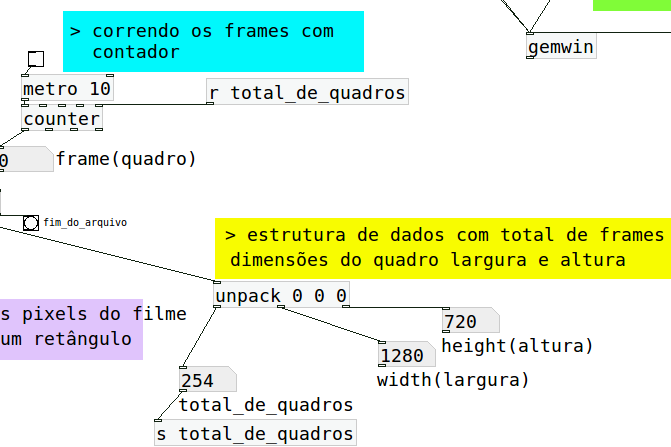 > correndo os frames com
contador
gemwin
metro 10
r total_de_quadros
counter
0
frame(quadro)
fim_do_arquivo
> estrutura de dados com total de frames
dimensões do quadro largura e altura
unpack 0 0 0
s pixels do filme
um retângulo
720
height(altura)
1280
width(largura)
254
total_de_quadros
s total_de_quadros